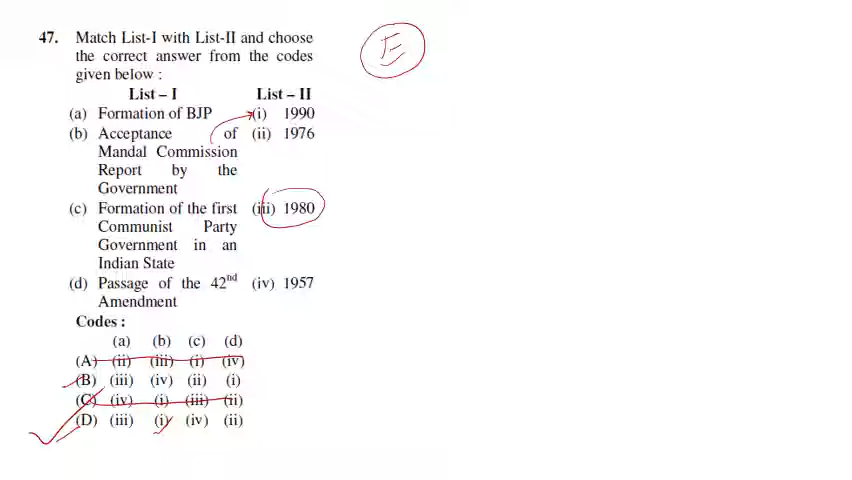 47. Match List-I with List-II and choose
the correct answer from the codes
given below :
List – I List – II
(a) Formation of BJP (i) 1990
(b) Acceptance of (ii) 1976
Mandal Commission
Report by the
Government
(c) Formation of the first (iii) 1980
Communist Party
Government in an
Indian State
(d) Passage of the 42nd (iv) 1957
Amendment
Codes :
(a) (b) (c) (d)
(A) (ii) (iii) (i) (iv)
(B) (iii) (iv) (ii) (i)
(C) (iv) (i) (iii) (ii)
(D) (iii) (i) (iv) (ii)
E